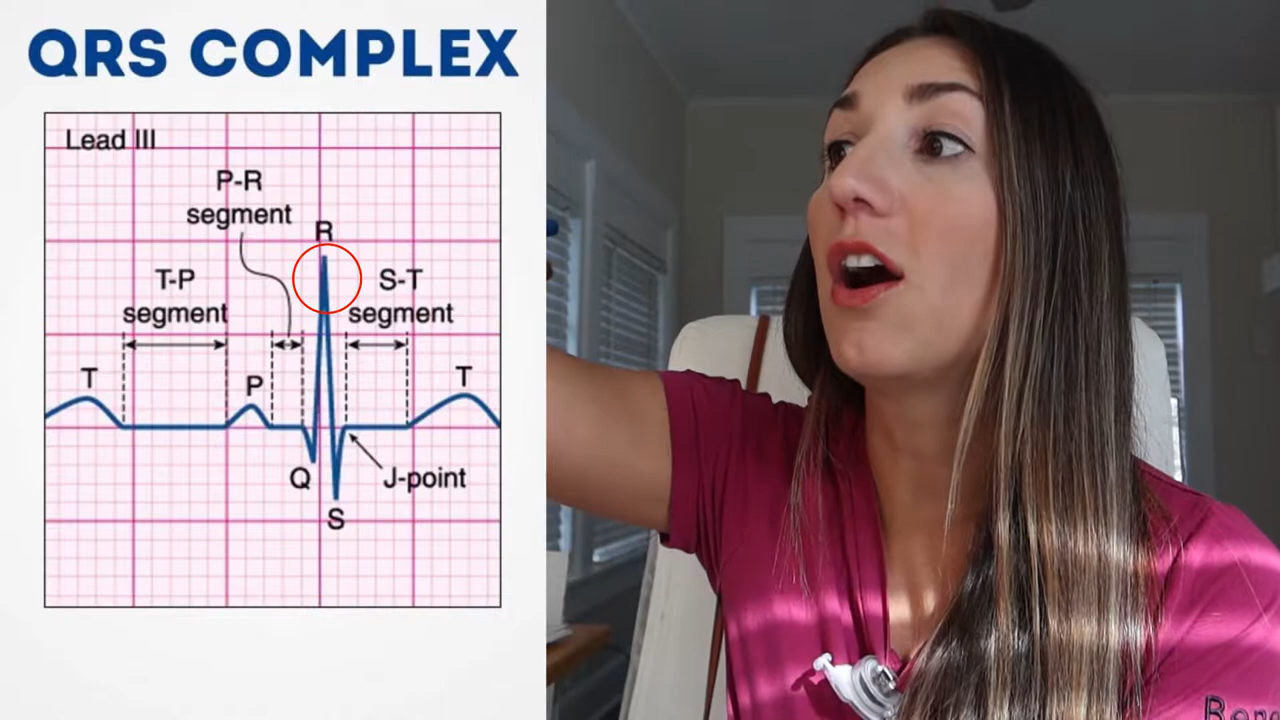 QRS COMPLEX
Lead III
P-R
segment
R
T-P
segment
S-T
segment
T
P
T
Q
J-point
S